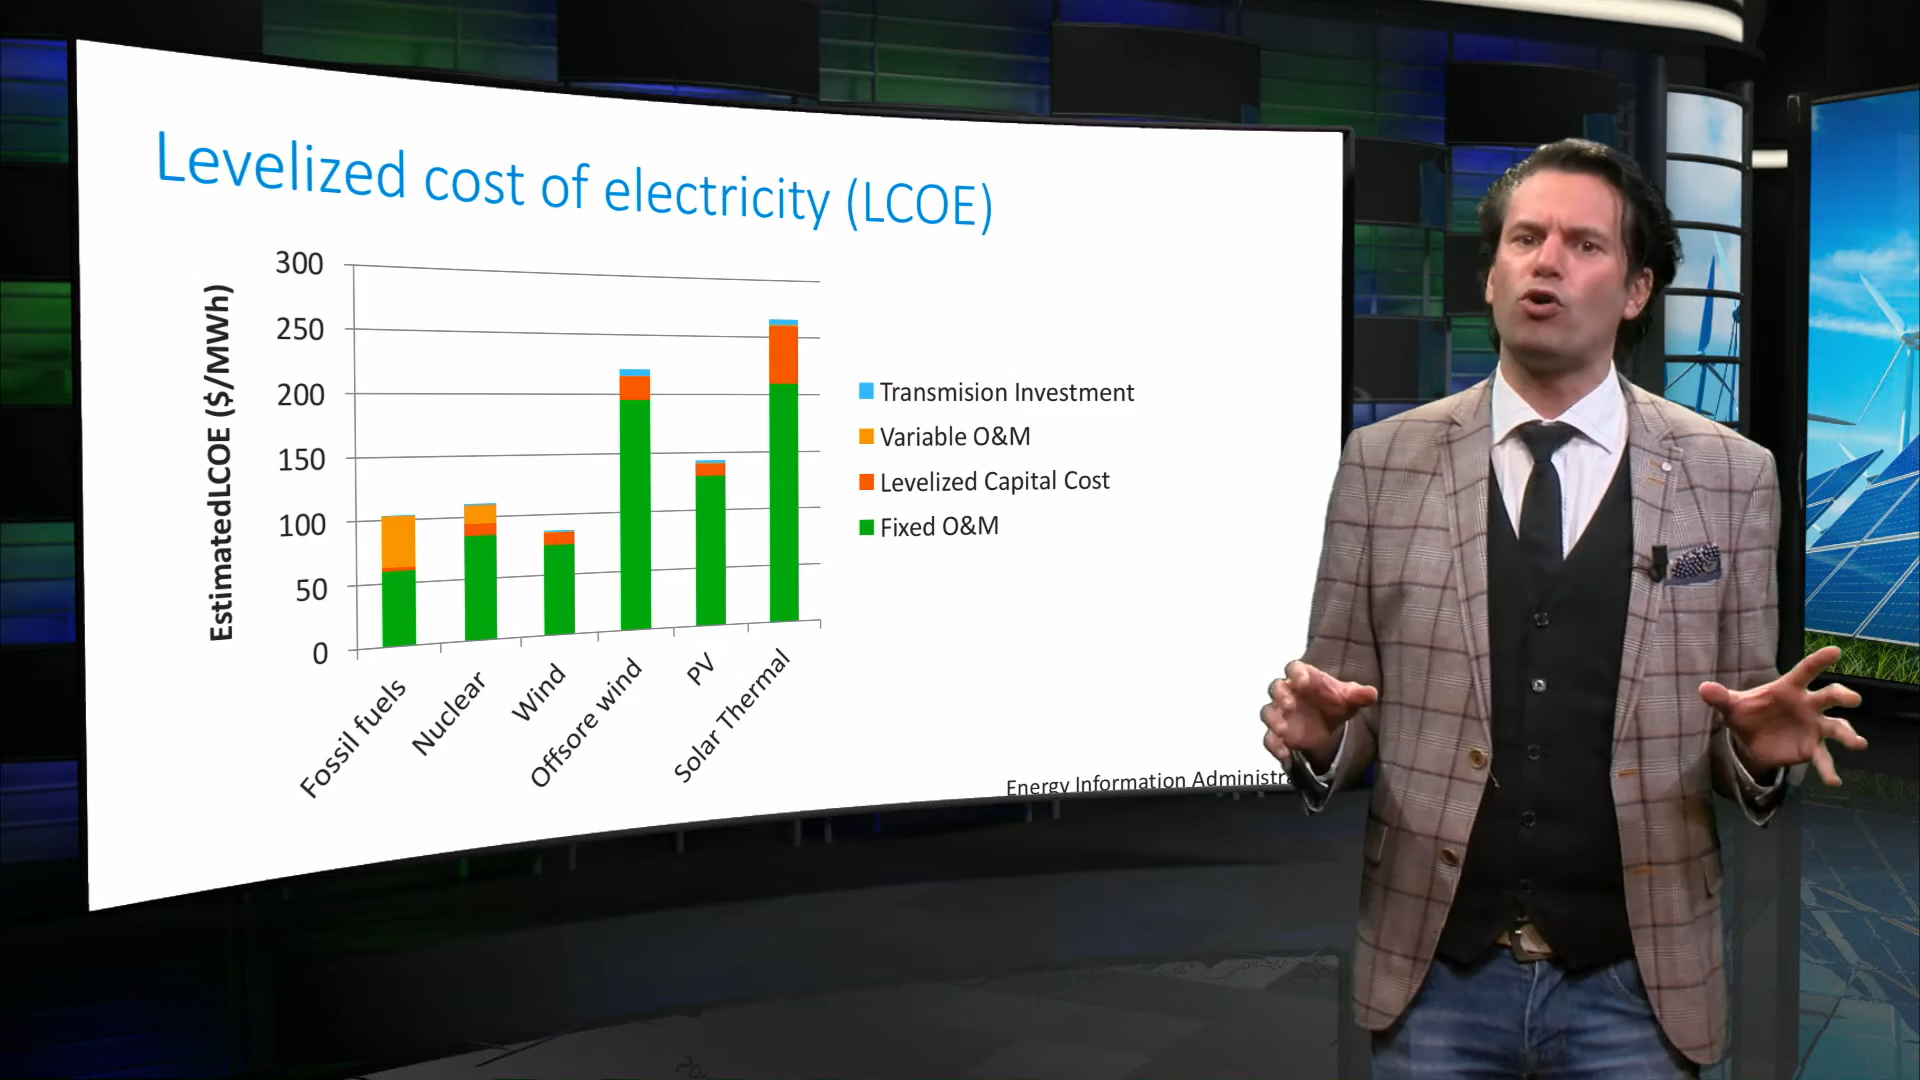 Levelized cost of electricity (LCOE)
EstimatedLCOE ($/MWh)
300
250
200
150
100
50
0
Fossil fuels
Nuclear
Wind
Offsore wind
PV
Solar Thermal
Transmision Investment
Variable O&M
Levelized Capital Cost
Fixed O&M
Energy Information